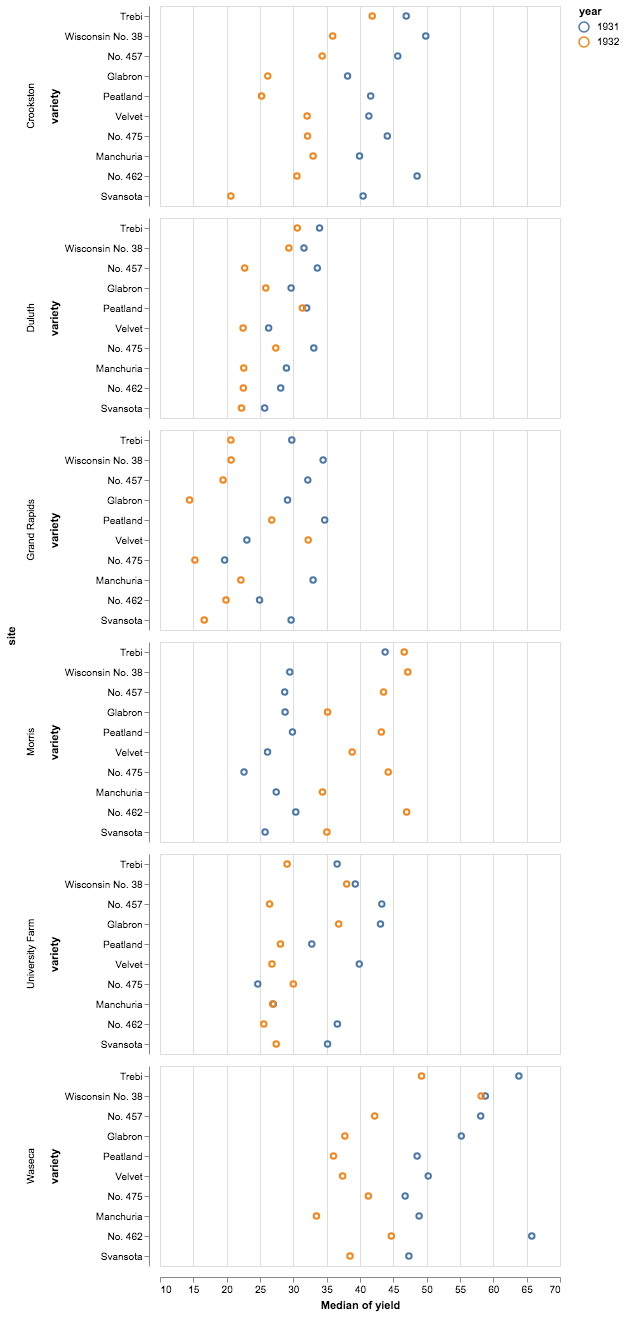 year
1931
1932
site
Crookston
variety
Trebi
Wisconsin No. 38
No. 457
Glabron
Peatland
Velvet
No. 475
Manchuria
No. 462
Svansota
Duluth
variety
Trebi
Wisconsin No. 38
No. 457
Glabron
Peatland
Velvet
No. 475
Manchuria
No. 462
Svansota
Grand Rapids
variety
Trebi
Wisconsin No. 38
No. 457
Glabron
Peatland
Velvet
No. 475
Manchuria
No. 462
Svansota
Morris
variety
Trebi
Wisconsin No. 38
No. 457
Glabron
Peatland
Velvet
No. 475
Manchuria
No. 462
Svansota
University Farm
variety
Trebi
Wisconsin No. 38
No. 457
Glabron
Peatland
Velvet
No. 475
Manchuria
No. 462
Svansota
Waseca
variety
Trebi
Wisconsin No. 38
No. 457
Glabron
Peatland
Velvet
No. 475
Manchuria
No. 462
Svansota
10 15 20 25 30 35 40 45 50 55 60 65 70
Median of yield